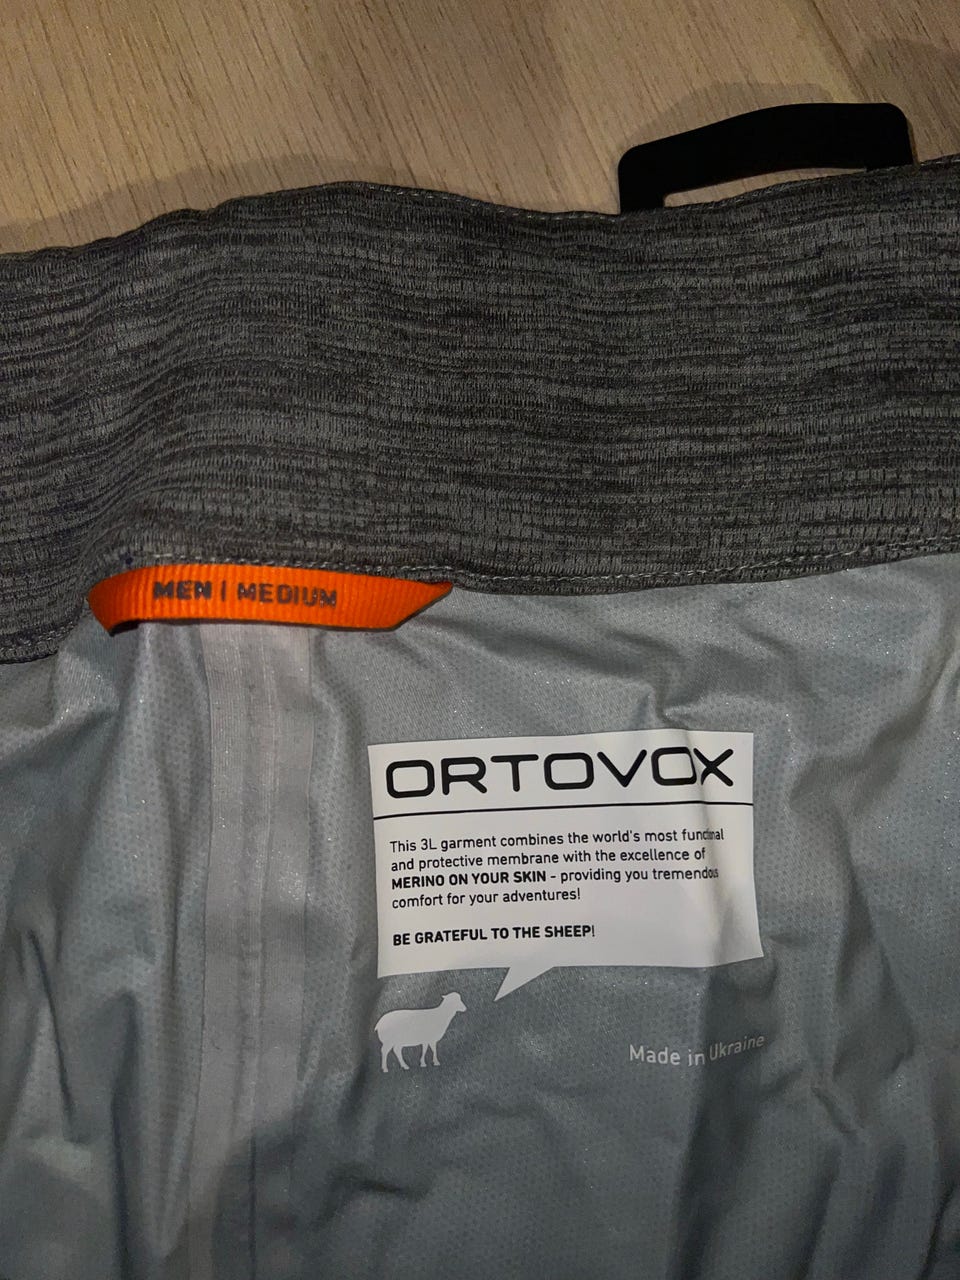 MEN | MEDIUM
ORTOVOX
This 3L garment combines the world's most functional
and protective membrane with the excellence of
MERINO ON YOUR SKIN - providing you tremendous
comfort for your adventures!
BE GRATEFUL TO THE SHEEP!
Made in Ukraine